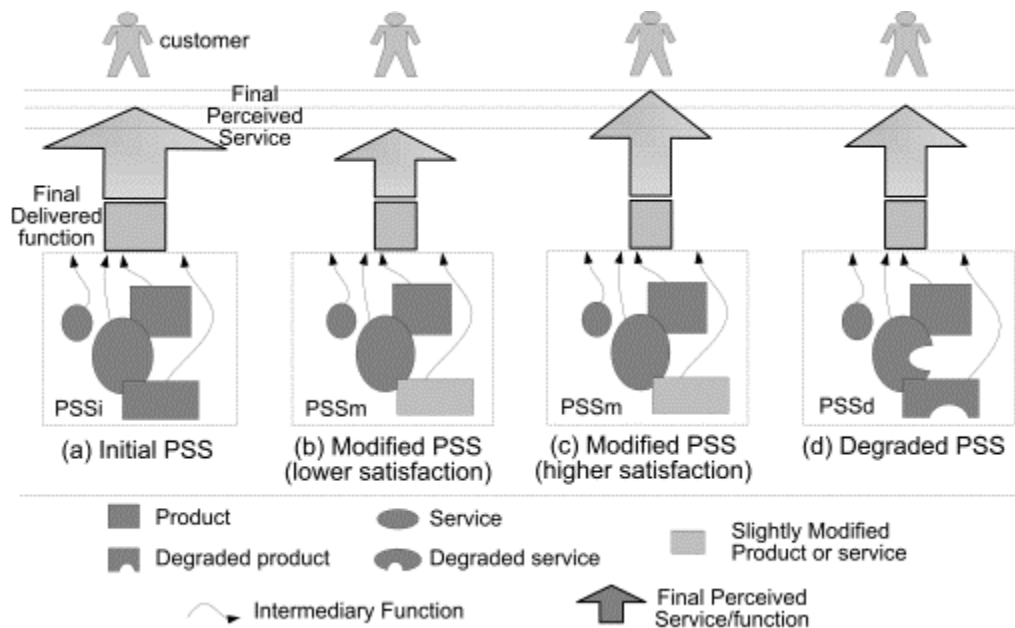 customer
Final
Perceived
Service
Final
Delivered
function
PSSi
PSSm
PSSm
PSSd
(a) Initial PSS
(b) Modified PSS
(lower satisfaction)
(c) Modified PSS
(higher satisfaction)
(d) Degraded PSS
Product
Service
Slightly Modified
Product or service
Degraded product
Degraded service
Intermediary Function
Final Perceived
Service/function